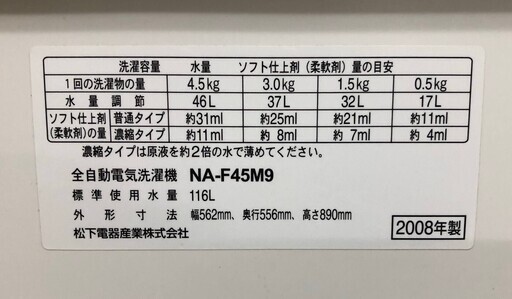 洗濯容量 水量 ソフト仕上剤(柔軟剤)量の目安
1回の洗濯物の量 4.5kg 3.0kg 1.5kg 0.5kg
水量調節 46L 37L 32L 17L
ソフト仕上剤(柔軟剤)の量 普通タイプ 約31ml 約25ml 約21ml 約11ml
濃縮タイプ 約11ml 約8ml 約7ml 約4ml
濃縮タイプは原液を約2倍の水で薄めてください。
全自動電気洗濯機 NA-F45M9
標準使用水量 116L
外形寸法 幅562mm、奥行556mm、高さ890mm
松下電器産業株式会社 2008年製